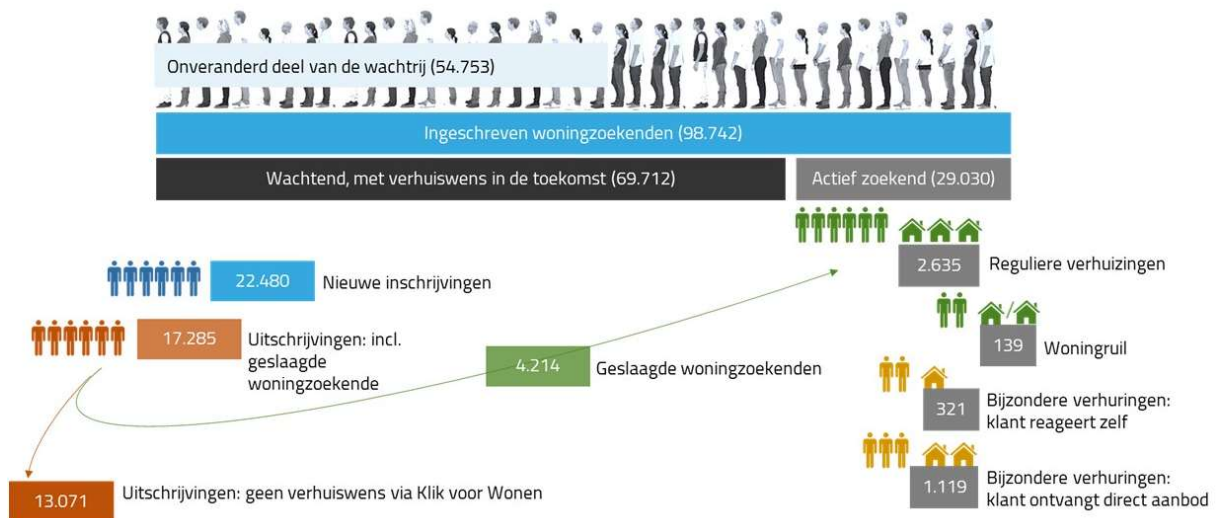 Onveranderd deel van de wachtrij (54.753)
Ingeschreven woningzoekenden (98.742)
Wachtend, met verhuiswens in de toekomst (69.712)
Actief zoekend (29.030)
2.635
Reguliere verhuizingen
22.480
Nieuwe inschrijvingen
139
Woningruil
17.285
Uitschrijvingen: incl.
geslaagde
woningzoekende
4.214
Geslaagde woningzoekenden
321
Bijzondere verhuringen:
klant reageert zelf
13.071
Uitschrijvingen: geen verhuiswens via Klik voor Wonen
1.119
Bijzondere verhuringen:
klant ontvangt direct aanbod